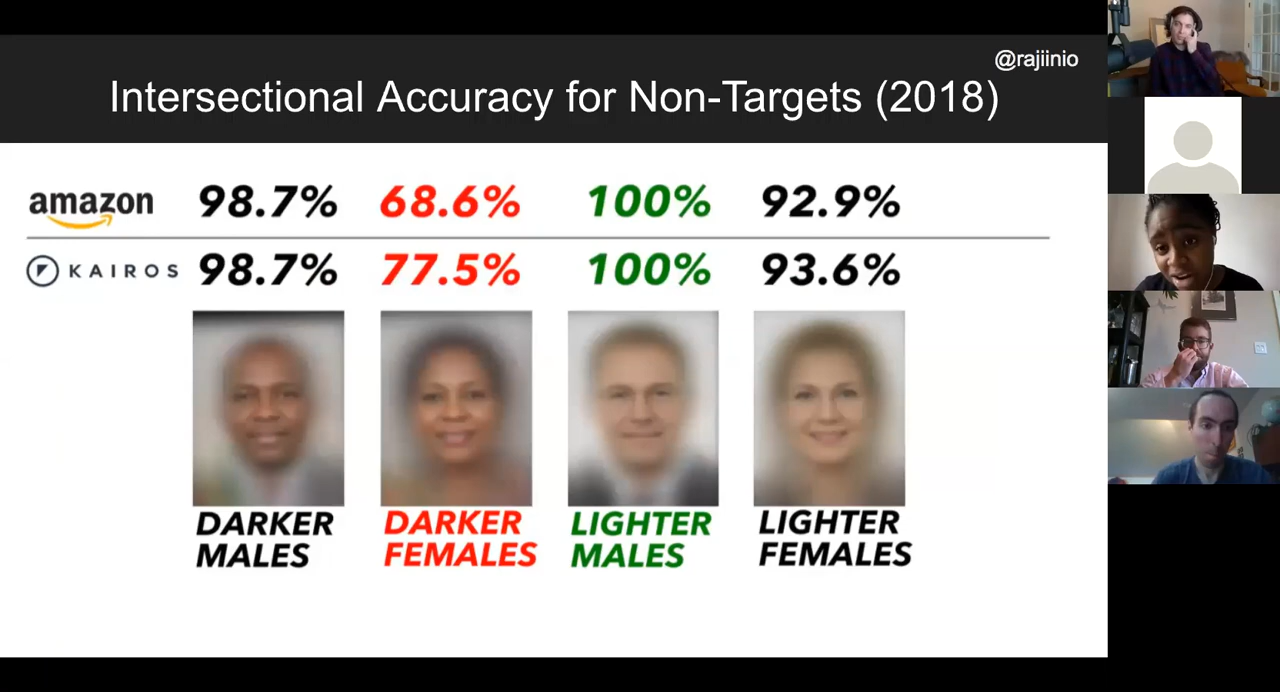 @rajiinio
Intersectional Accuracy for Non-Targets (2018)
amazon 98.7% 68.6% 100% 92.9%
KAIROS 98.7% 77.5% 100% 93.6%
DARKER MALES
DARKER FEMALES
LIGHTER MALES
LIGHTER FEMALES